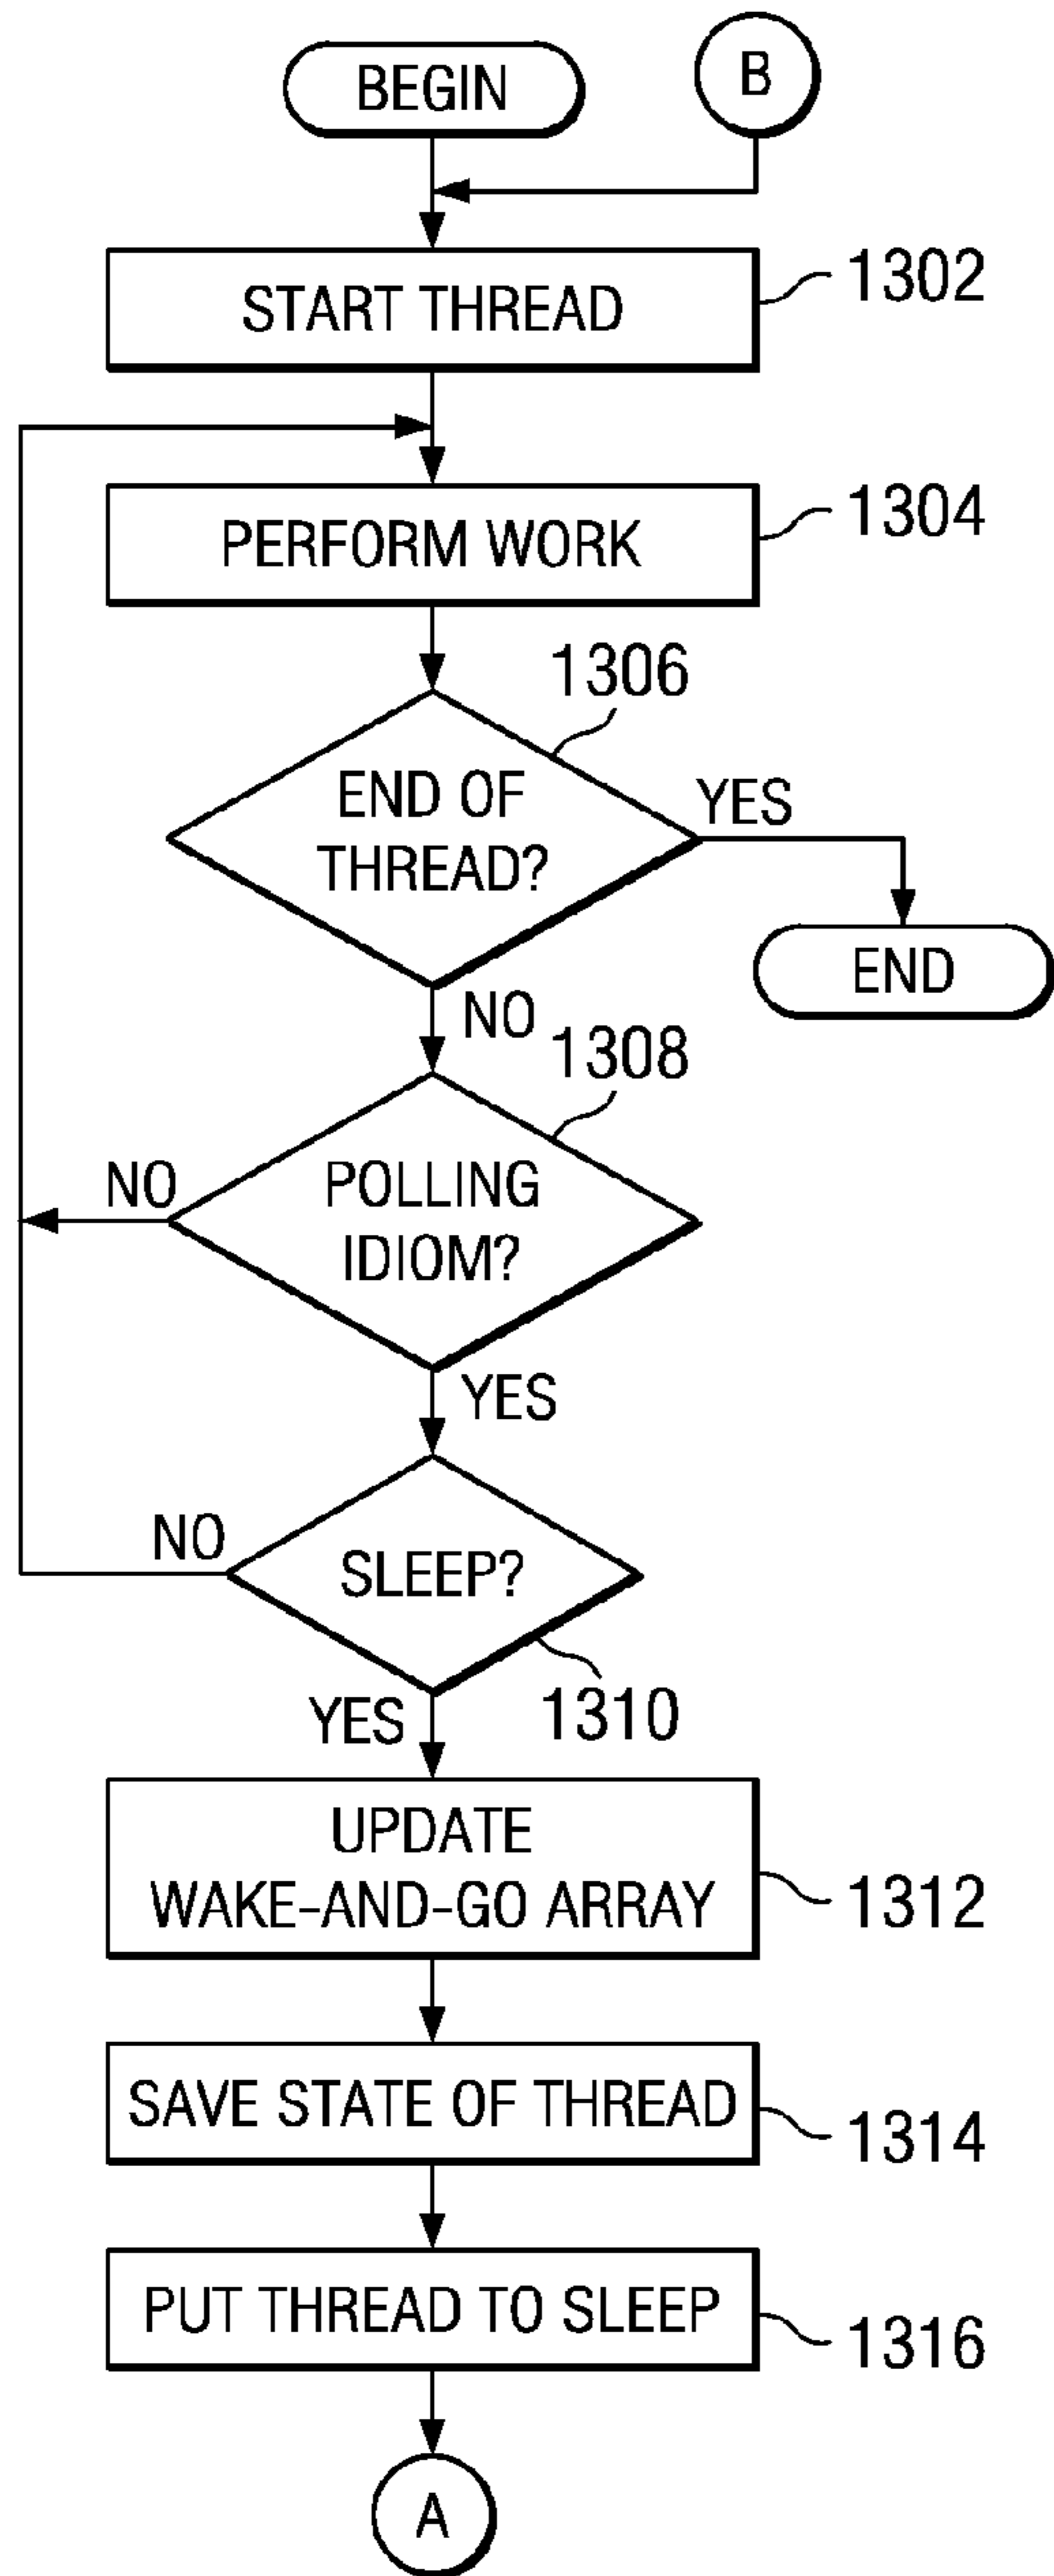 BEGIN
B
START THREAD
1302
PERFORM WORK
1304
1306
END OF
THREAD?
YES
END
NO
1308
NO
POLLING
IDIOM?
YES
NO
SLEEP?
1310
YES
UPDATE
WAKE-AND-GO ARRAY
1312
SAVE STATE OF THREAD
1314
PUT THREAD TO SLEEP
1316
A